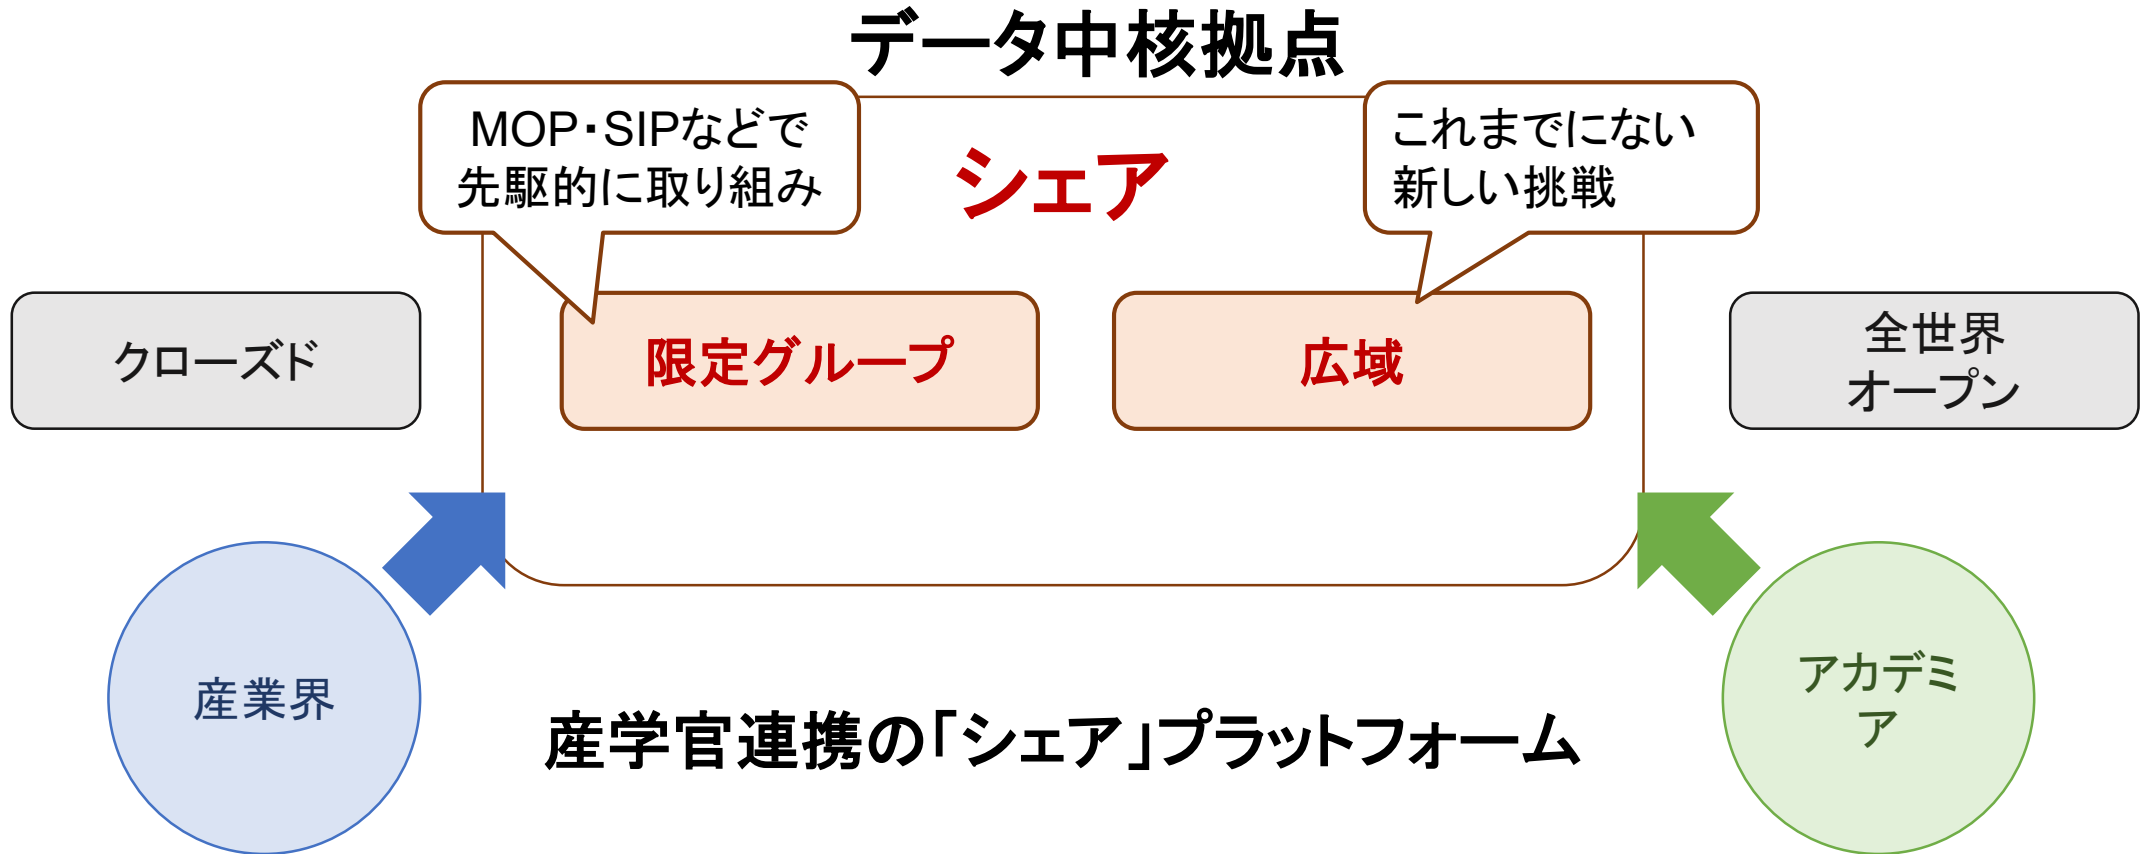 データ中核拠点
MOP・SIPなどで
先駆的に取り組み
シェア
これまでにない
新しい挑戦
クローズド
限定グループ
広域
全世界
オープン
産業界
アカデミ
ア
産学官連携の「シェア」プラットフォーム